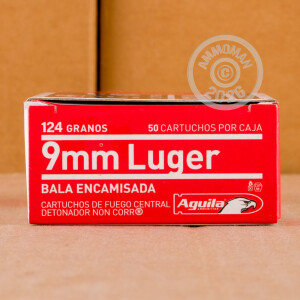 AMMOMAN
©
2026
124 GRANOS 50 CARTUCHOS POR CAJA
9mm Luger
BALA ENCAMISADA
CARTUCHOS DE FUEGO CENTRAL
DETONADOR NON CORR®
Aguila